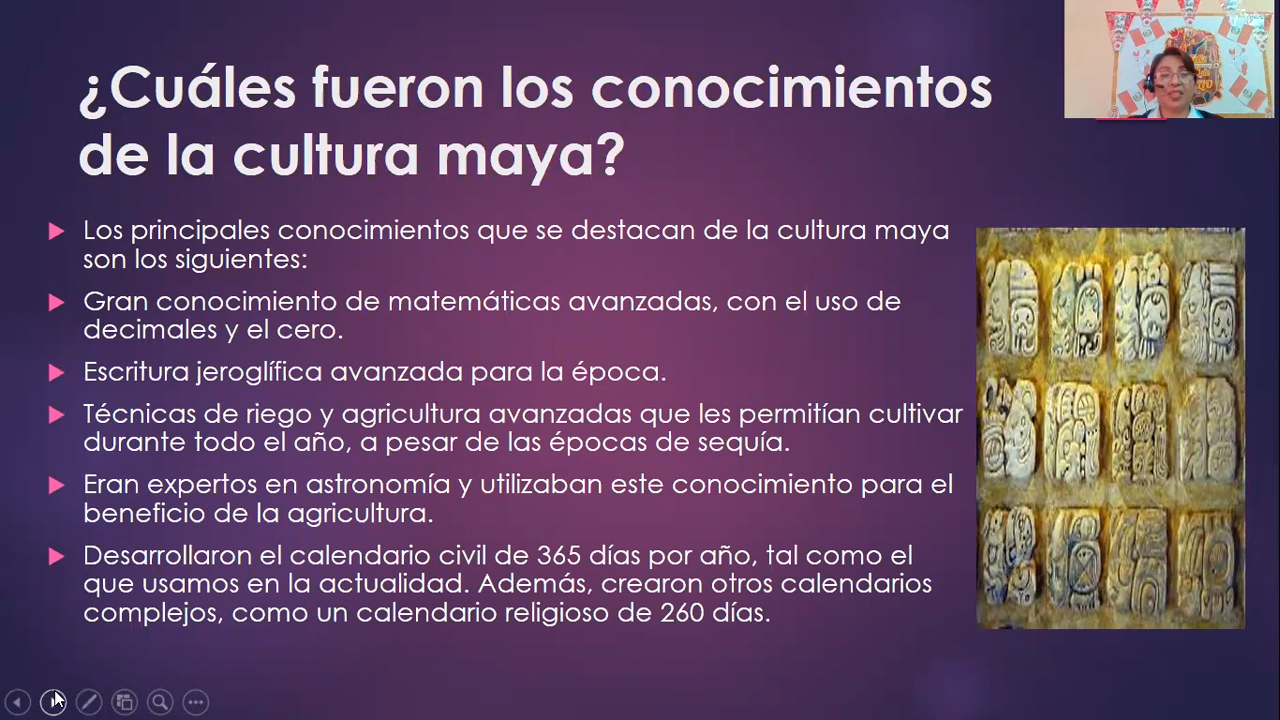 ¿Cuáles fueron los conocimientos
de la cultura maya?
Los principales conocimientos que se destacan de la cultura maya
son los siguientes:
Gran conocimiento de matemáticas avanzadas, con el uso de
decimales y el cero.
Escritura jeroglífica avanzada para la época.
Técnicas de riego y agricultura avanzadas que les permitían cultivar
durante todo el año, a pesar de las épocas de sequía.
Eran expertos en astronomía y utilizaban este conocimiento para el
beneficio de la agricultura.
Desarrollaron el calendario civil de 365 días por año, tal como el
que usamos en la actualidad. Además, crearon otros calendarios
complejos, como un calendario religioso de 260 días.